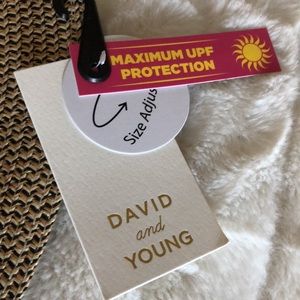 MAXIMUM UPF
PROTECTION
Size Adjus
DAVID
and
YOUNG